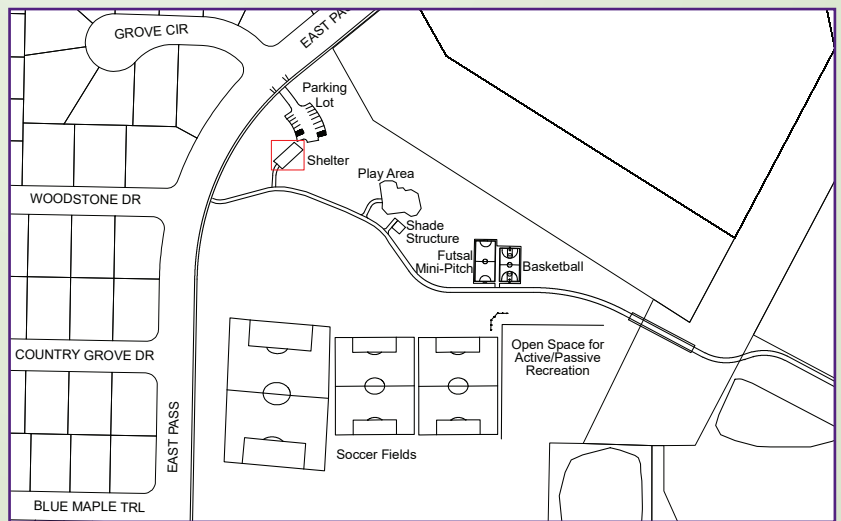 GROVE CIR
EAST PAS
Parking
Lot
Shelter
Play Area
WOODSTONE DR
Shade
Structure
Futsal
Mini-Pitch
Basketball
Open Space for
Active/Passive
Recreation
COUNTRY GROVE DR
EAST PASS
Soccer Fields
BLUE MAPLE TRL